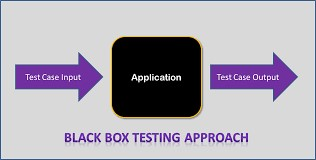 Test Case Input
Application
Test Case Output
BLACK BOX TESTING APPROACH